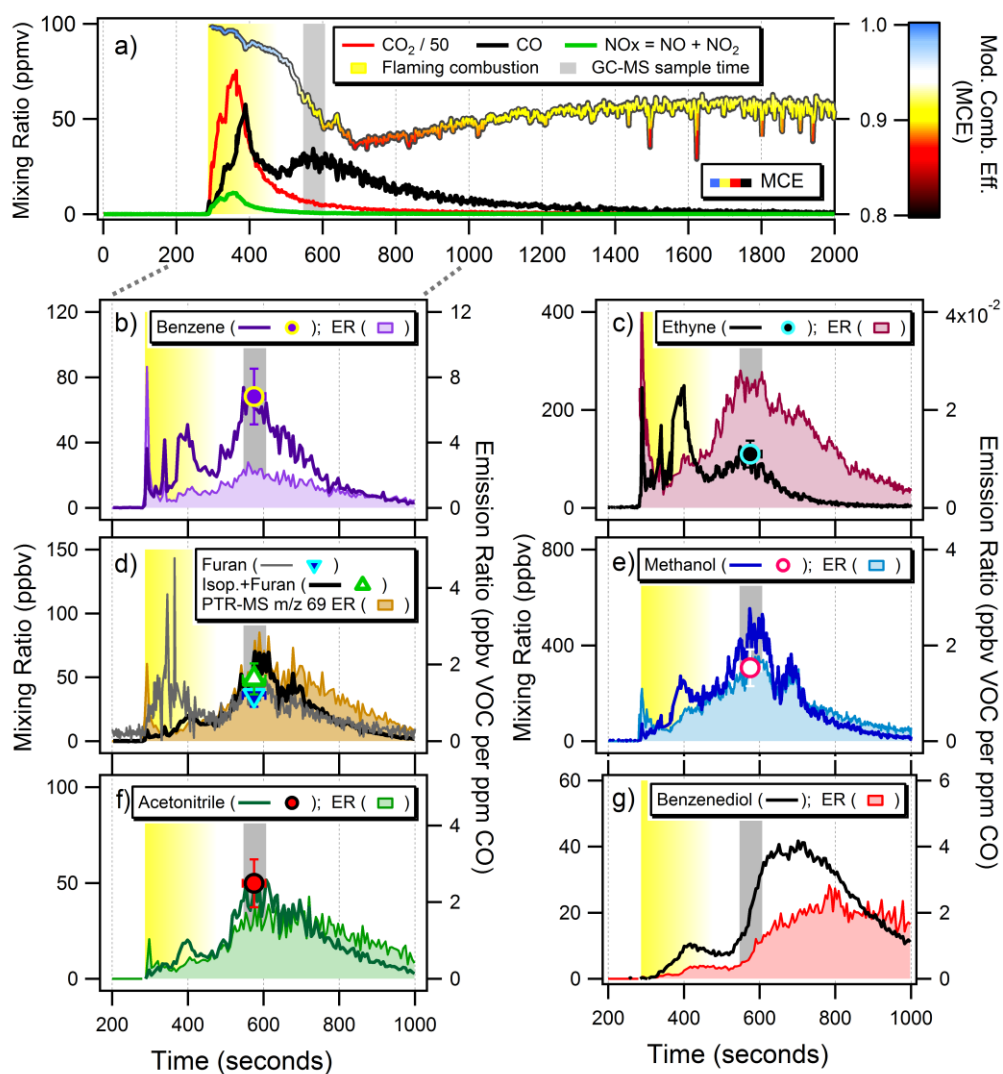 a)
Mixing Ratio (ppmv)
100
50
0
CO2 / 50 CO NOx = NO + NO2
Flaming combustion GC-MS sample time
MCE
1.0
0.9
0.8
Mod. Comb. Eff.
(MCE)
0 200 400 600 800 1000 1200 1400 1600 1800 2000
b)
Benzene ( ); ER ( )
120
80
40
0
12
8
4
0
c)
Ethyne ( ); ER ( )
400
200
0
4x10-2
2
0
d)
Furan ( )
Isop.+Furan ( )
PTR-MS m/z 69 ER ( )
150
100
50
0
4
2
0
e)
Methanol ( ); ER ( )
800
400
0
4
2
0
Mixing Ratio (ppbv)
Emission Ratio (ppbv VOC per ppm CO)
Mixing Ratio (ppbv)
Emission Ratio (ppbv VOC per ppm CO)
f)
Acetonitrile ( ); ER ( )
100
50
0
4
2
0
200 400 600 800 1000
Time (seconds)
g)
Benzenediol ( ); ER ( )
60
40
20
0
6
4
2
0
200 400 600 800 1000
Time (seconds)